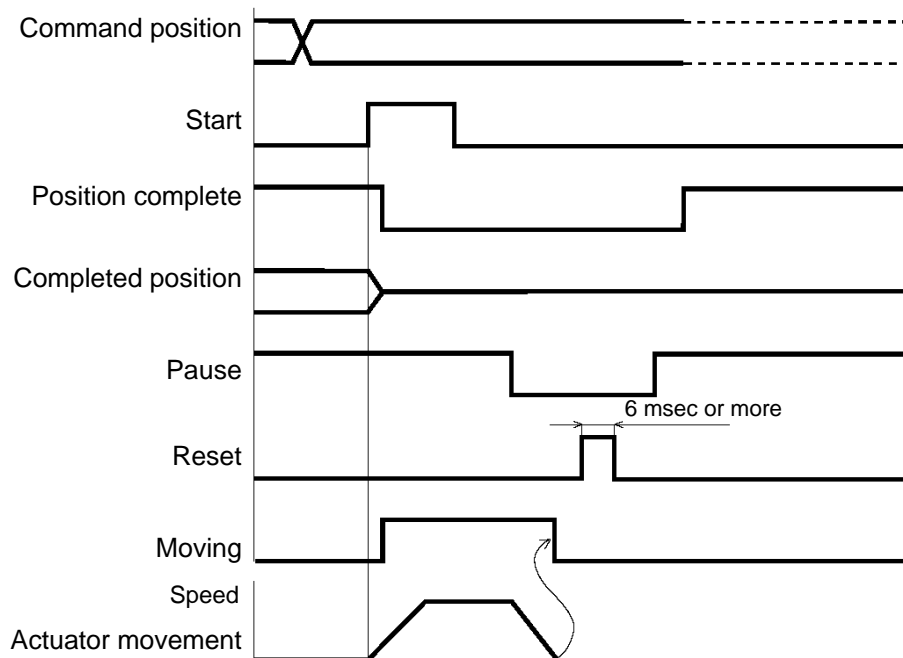 Command position
Start
Position complete
Completed position
Pause
6 msec or more
Reset
Moving
Speed
Actuator movement